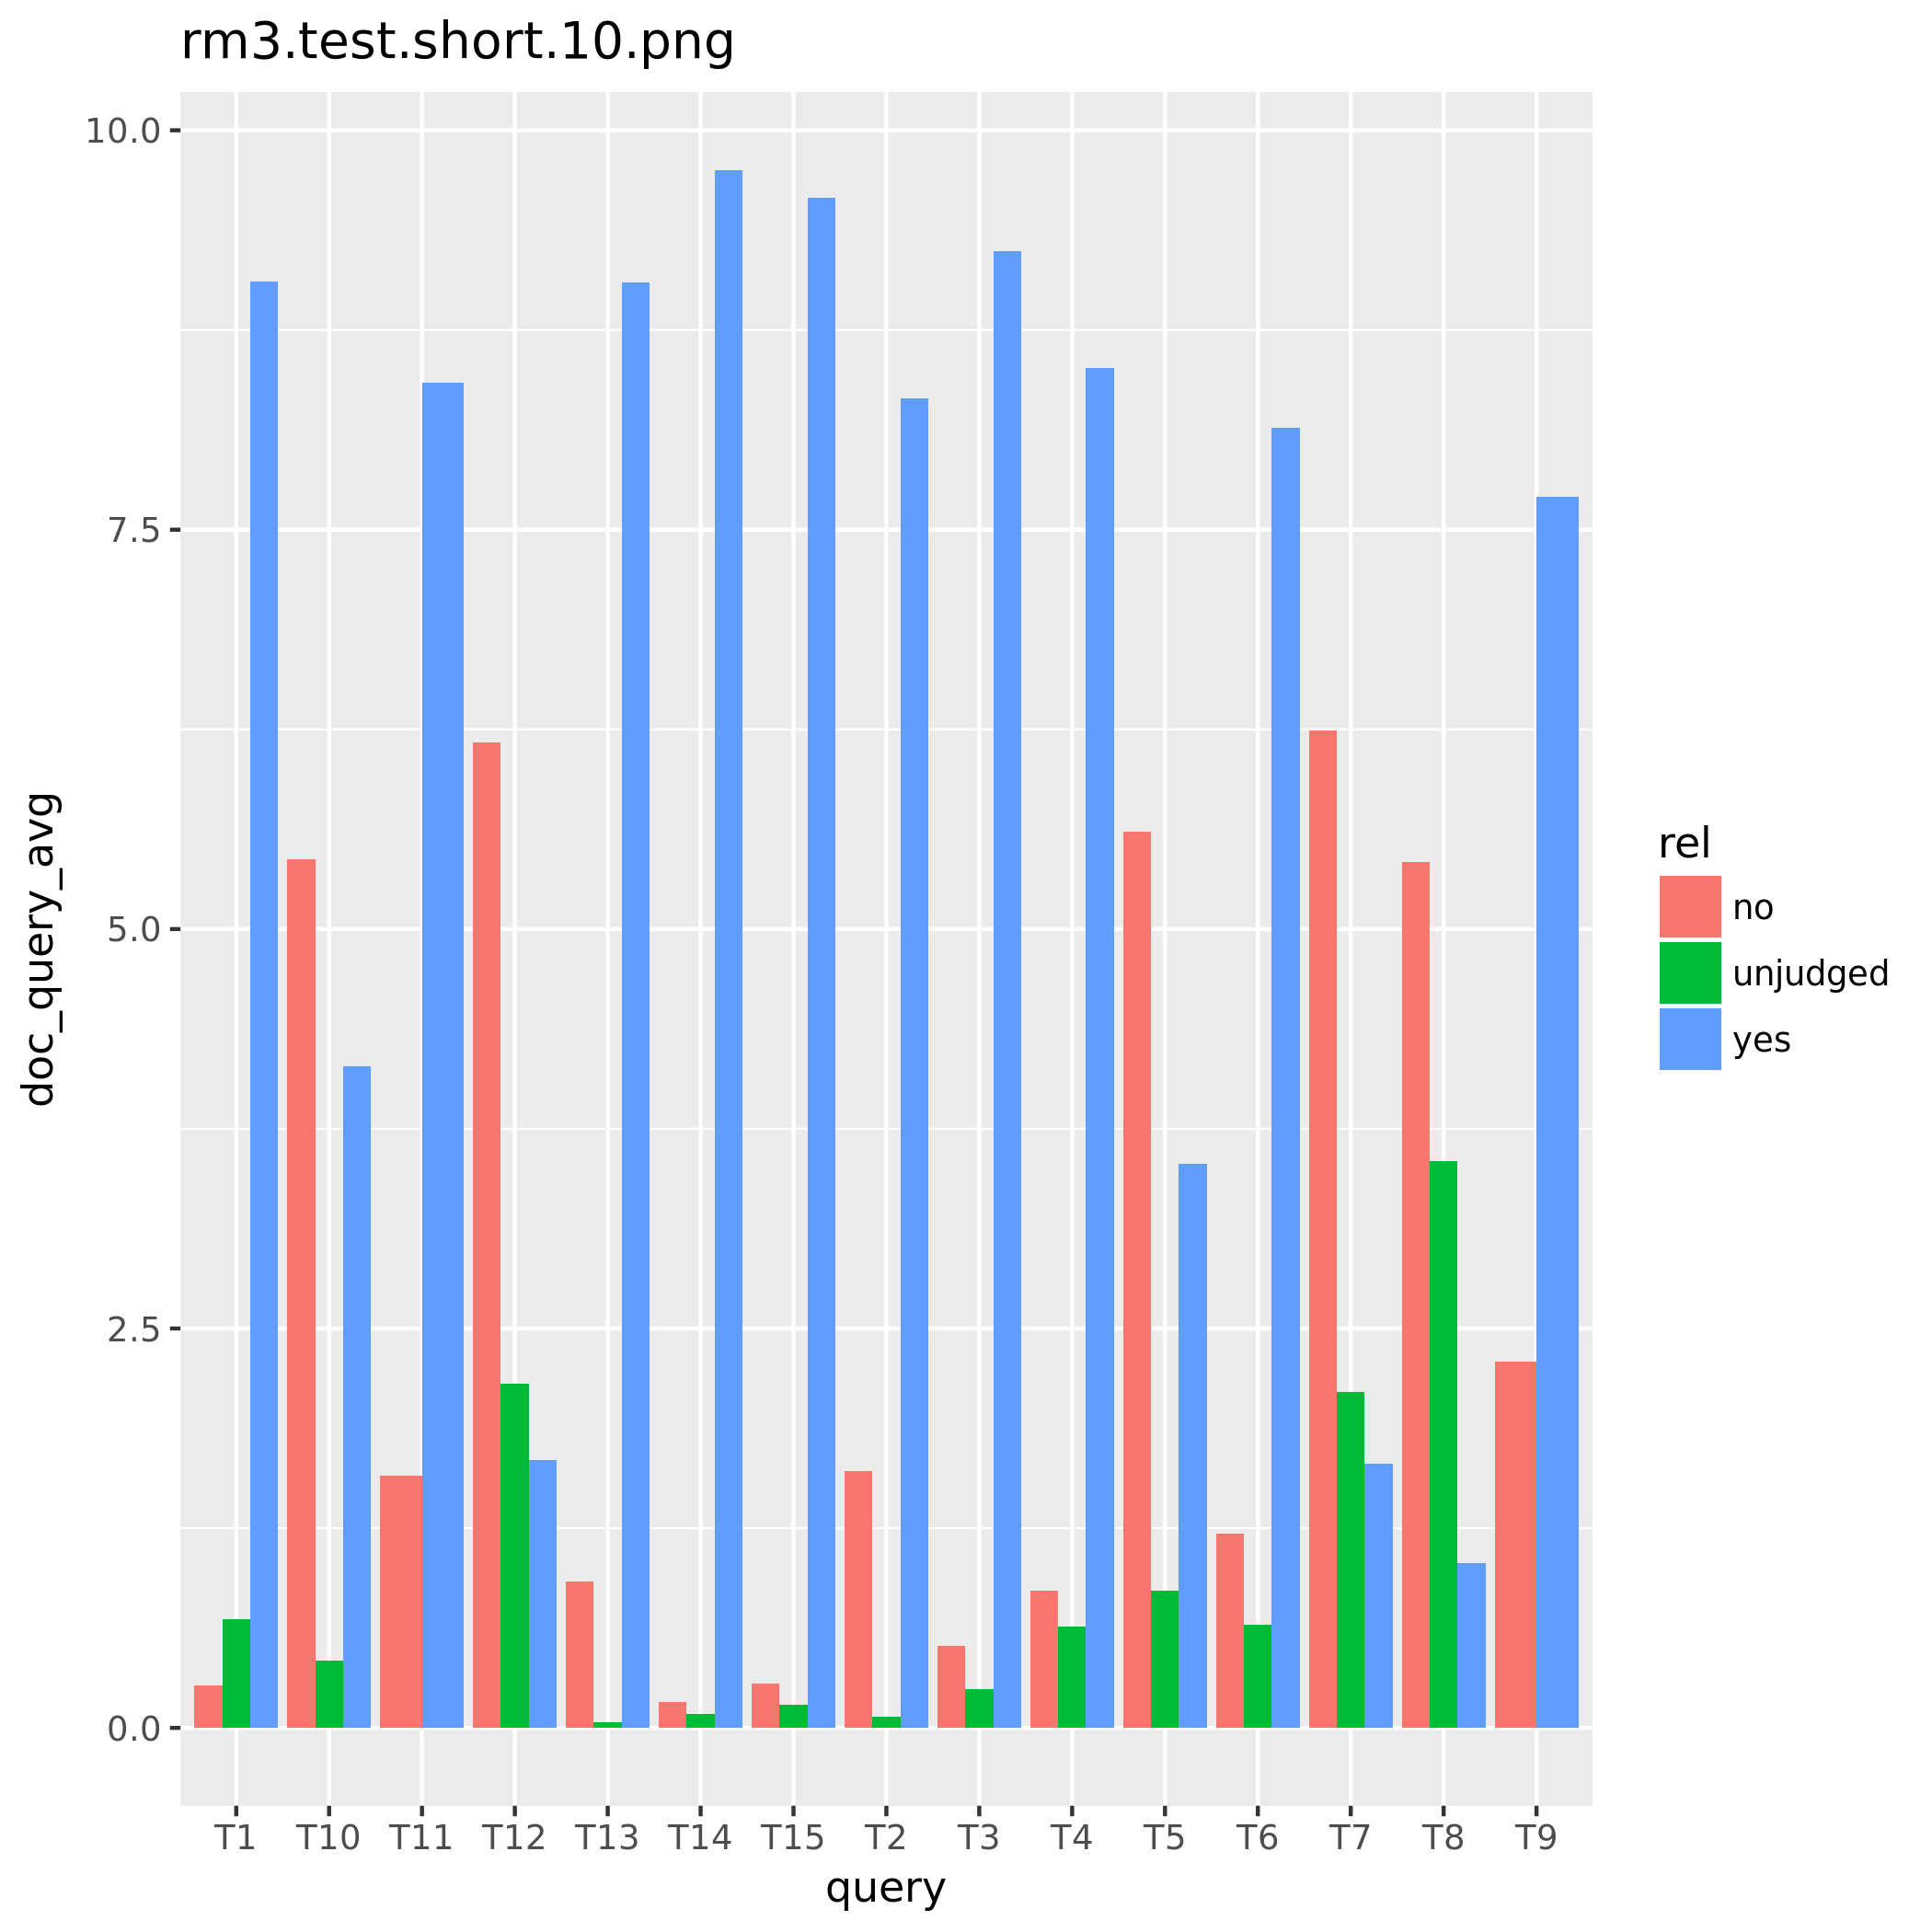 rm3.test.short.10.png
10.0
7.5
5.0
2.5
0.0
doc_query_avg
T1 T10 T11 T12 T13 T14 T15 T2 T3 T4 T5 T6 T7 T8 T9
query
rel
no
unjudged
yes